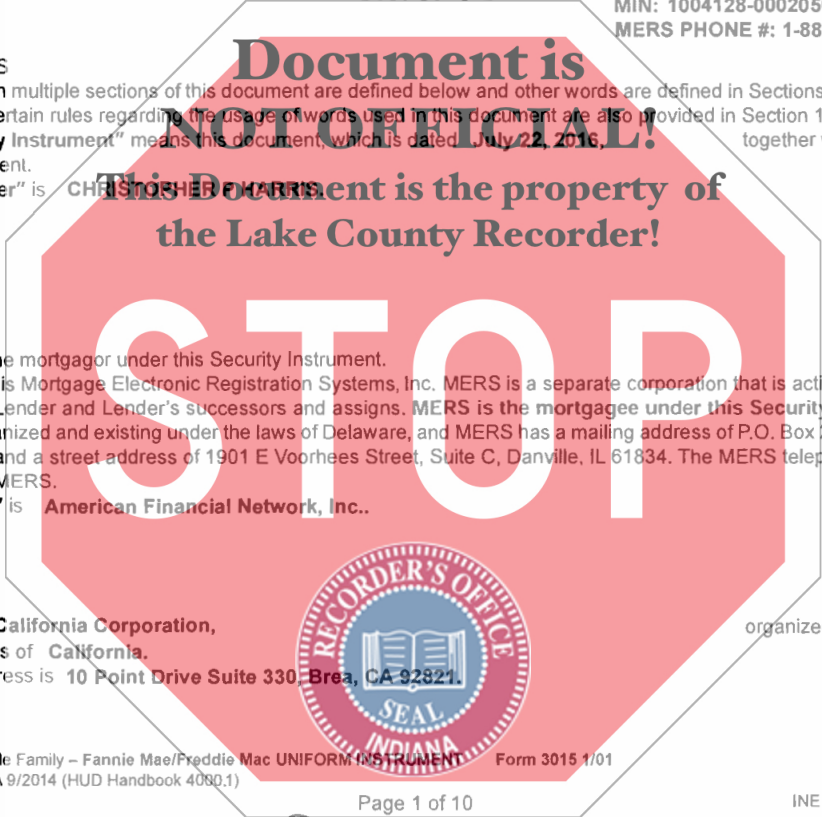 MIN: 1004128-000205
MERS PHONE #: 1-88
Document is
S
n multiple sections of this document are defined below and other words are defined in Sections
ertain rules regarding the usage of words used in this document are also provided in Section 1
NOT OFFICIAL!
y Instrument" means this document, which is dated July 22, 2016, together
ent.
er" is CHRISTOPHER P HARRIS.
This Document is the property of
the Lake County Recorder!
STOP
e mortgagor under this Security Instrument.
is Mortgage Electronic Registration Systems, Inc. MERS is a separate corporation that is acti
Lender and Lender's successors and assigns. MERS is the mortgagee under this Security
nized and existing under the laws of Delaware, and MERS has a mailing address of P.O. Box
and a street address of 1901 E Voorhees Street, Suite C, Danville, IL 61834. The MERS telep
MERS.
" is American Financial Network, Inc..
RECORDER'S OFFICE
California Corporation, organize
s of California.
ress is 10 Point Drive Suite 330, Brea, CA 92821.
SEAL
INDIANA
le Family – Fannie Mae/Freddie Mac UNIFORM INSTRUMENT Form 3015 1/01
A 9/2014 (HUD Handbook 4000.1)
Page 1 of 10
INE